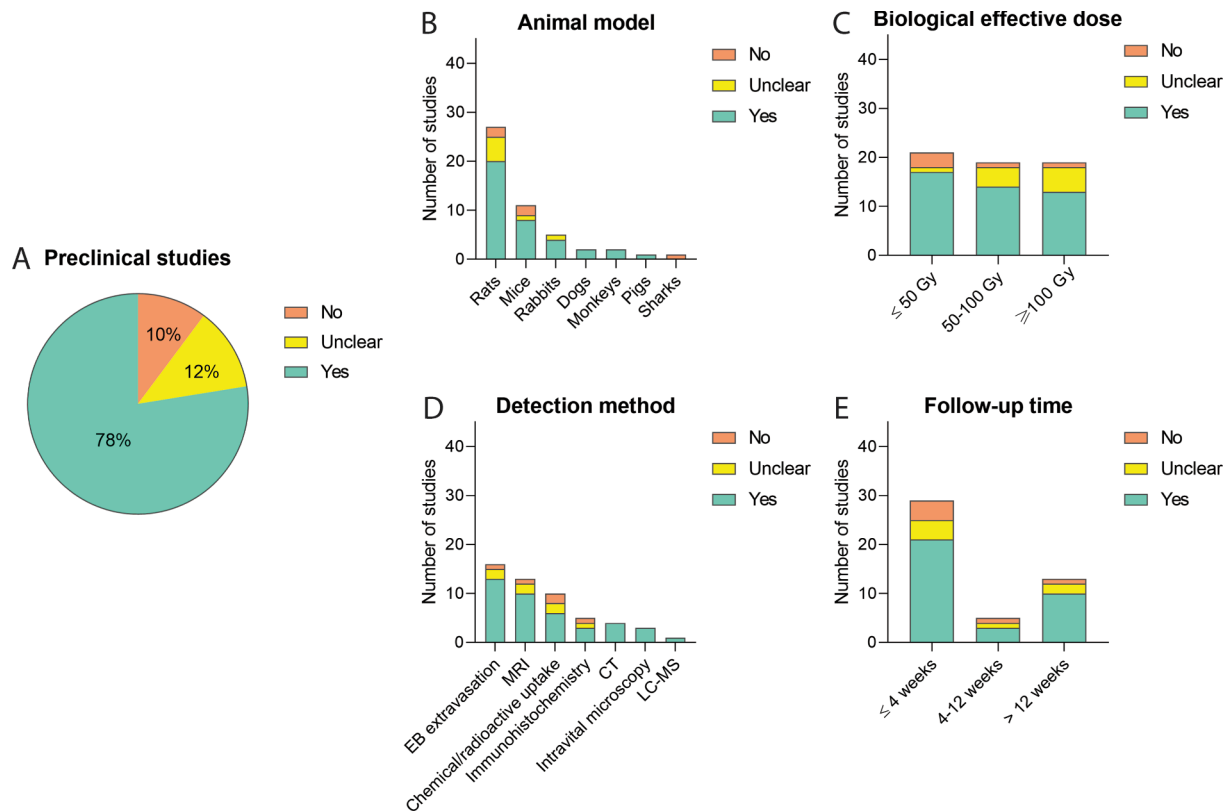 A Preclinical studies
No
Unclear
Yes
10%
12%
78%
B Animal model
Number of studies
40
30
20
10
0
Rats
Mice
Rabbits
Dogs
Monkeys
Pigs
Sharks
No
Unclear
Yes
C Biological effective dose
Number of studies
40
30
20
10
0
≤ 50 Gy
50-100 Gy
⩾100 Gy
No
Unclear
Yes
D Detection method
Number of studies
40
30
20
10
0
EB extravasation
MRI
Chemical/radioactive uptake
Immunohistochemistry
CT
Intravital microscopy
LC-MS
No
Unclear
Yes
E Follow-up time
Number of studies
40
30
20
10
0
≤ 4 weeks
4-12 weeks
> 12 weeks
No
Unclear
Yes